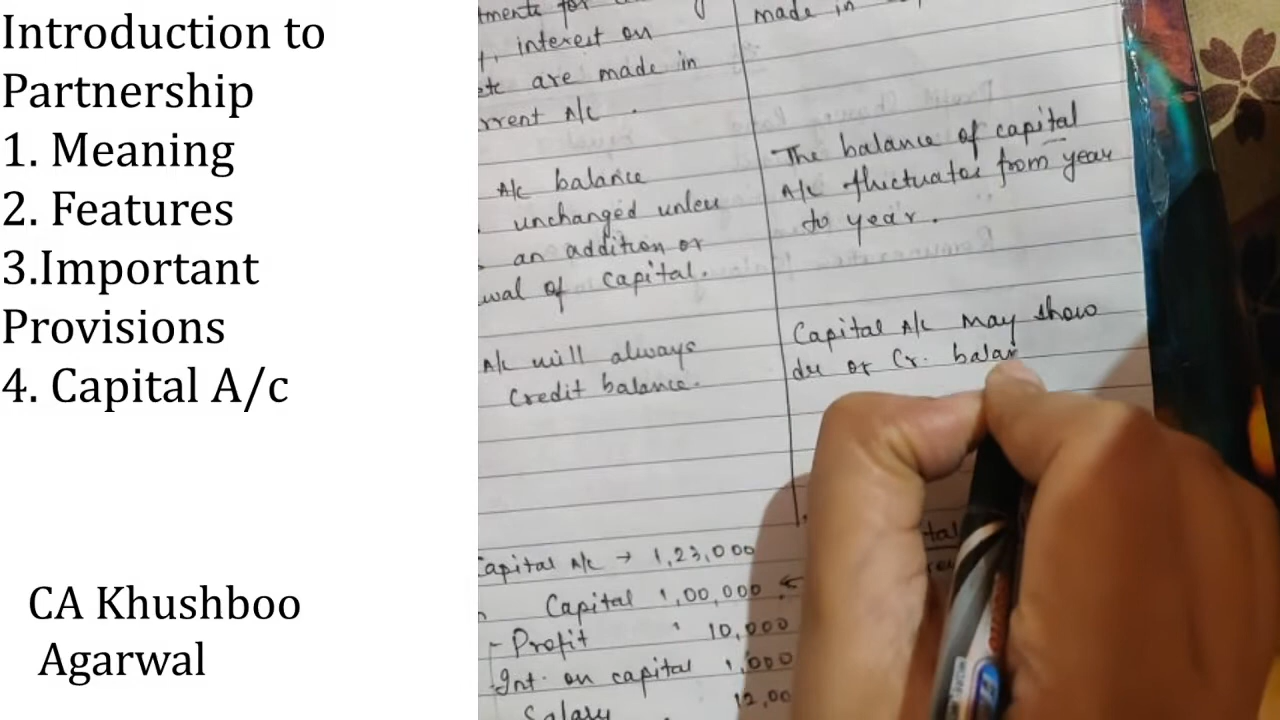 Introduction to
Partnership
1. Meaning
2. Features
3.Important
Provisions
4. Capital A/c
CA Khushboo
Agarwal
interest on
are made in
A/c .
A/c balance
unchanged unless
an addition or
of capital.
A/c will always
Credit balance.
made in
The balance of capital
A/c fluctuates from year
to year.
Capital A/c may show
dr or Cr. balan
Capital A/c → 1,23,000
Capital 1,00,000 ←
- Profit 10,000
Int. on capital 1,000
Salary 12,00